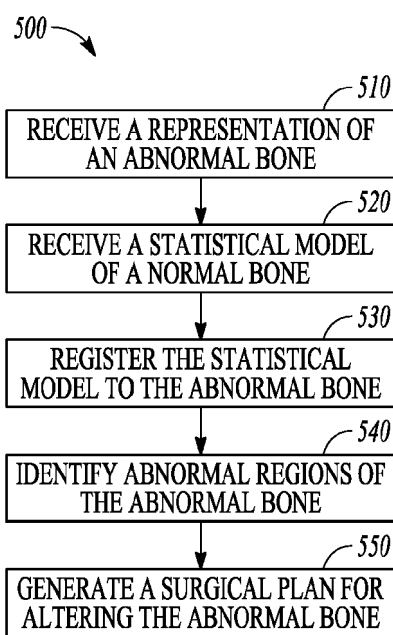 500
510
RECEIVE A REPRESENTATION OF
AN ABNORMAL BONE
520
RECEIVE A STATISTICAL MODEL
OF A NORMAL BONE
530
REGISTER THE STATISTICAL
MODEL TO THE ABNORMAL BONE
540
IDENTIFY ABNORMAL REGIONS OF
THE ABNORMAL BONE
550
GENERATE A SURGICAL PLAN FOR
ALTERING THE ABNORMAL BONE